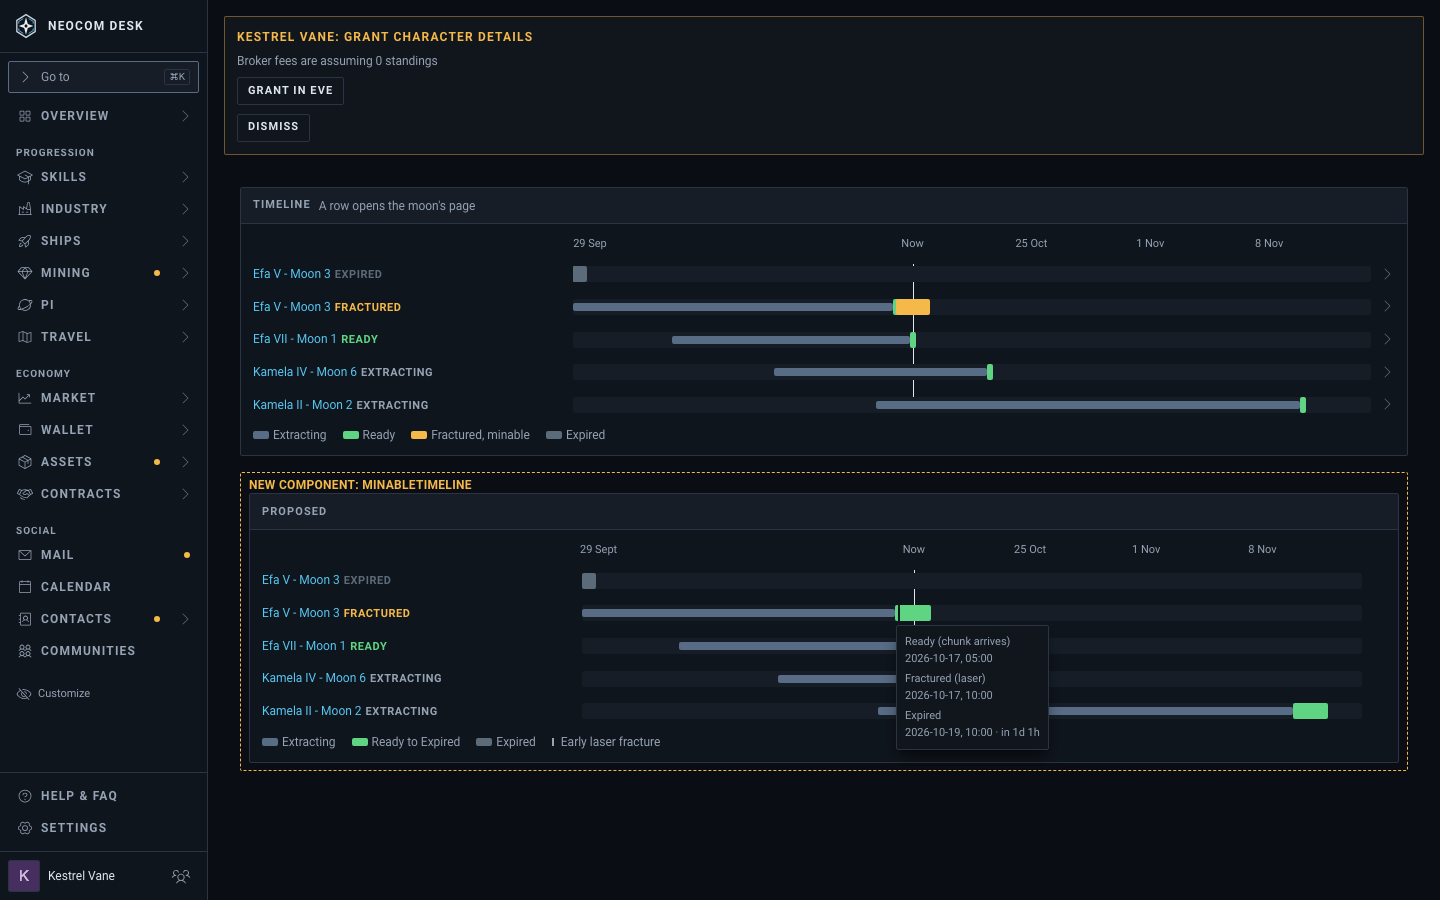 NEOCOM DESK
Go to ⌘K
OVERVIEW
PROGRESSION
SKILLS
INDUSTRY
SHIPS
MINING
PI
TRAVEL
ECONOMY
MARKET
WALLET
ASSETS
CONTRACTS
SOCIAL
MAIL
CALENDAR
CONTACTS
COMMUNITIES
Customize
HELP & FAQ
SETTINGS
K Kestrel Vane
KESTREL VANE: GRANT CHARACTER DETAILS
Broker fees are assuming 0 standings
GRANT IN EVE
DISMISS
TIMELINE A row opens the moon's page
29 Sep Now 25 Oct 1 Nov 8 Nov
Efa V - Moon 3 EXPIRED
Efa V - Moon 3 FRACTURED
Efa VII - Moon 1 READY
Kamela IV - Moon 6 EXTRACTING
Kamela II - Moon 2 EXTRACTING
Extracting Ready Fractured, minable Expired
NEW COMPONENT: MINABLETIMELINE
PROPOSED
29 Sept Now 25 Oct 1 Nov 8 Nov
Efa V - Moon 3 EXPIRED
Efa V - Moon 3 FRACTURED
Efa VII - Moon 1 READY
Kamela IV - Moon 6 EXTRACTING
Kamela II - Moon 2 EXTRACTING
Extracting Ready to Expired Expired Early laser fracture
Ready (chunk arrives)
2026-10-17, 05:00
Fractured (laser)
2026-10-17, 10:00
Expired
2026-10-19, 10:00 · in 1d 1h